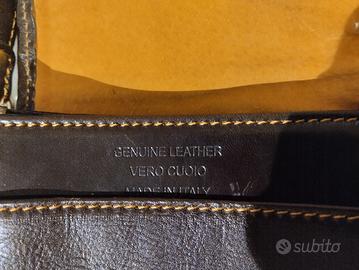 GENUINE LEATHER
VERO CUOIO
MADE IN ITALY
subito